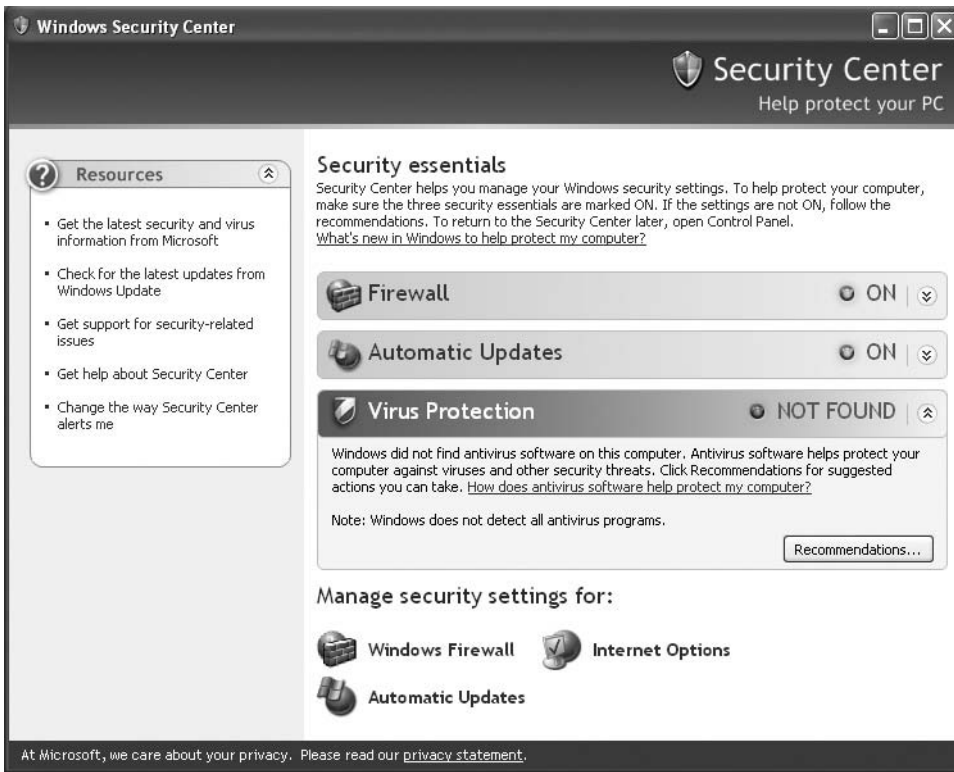 Windows Security Center
Security Center
Help protect your PC
Resources
Get the latest security and virus
information from Microsoft
Check for the latest updates from
Windows Update
Get support for security-related
issues
Get help about Security Center
Change the way Security Center
alerts me
Security essentials
Security Center helps you manage your Windows security settings. To help protect your computer,
make sure the three security essentials are marked ON. If the settings are not ON, follow the
recommendations. To return to the Security Center later, open Control Panel.
What's new in Windows to help protect my computer?
Firewall ON
Automatic Updates ON
Virus Protection NOT FOUND
Windows did not find antivirus software on this computer. Antivirus software helps protect your
computer against viruses and other security threats. Click Recommendations for suggested
actions you can take. How does antivirus software help protect my computer?
Note: Windows does not detect all antivirus programs.
Recommendations...
Manage security settings for:
Windows Firewall Internet Options
Automatic Updates
At Microsoft, we care about your privacy. Please read our privacy statement.